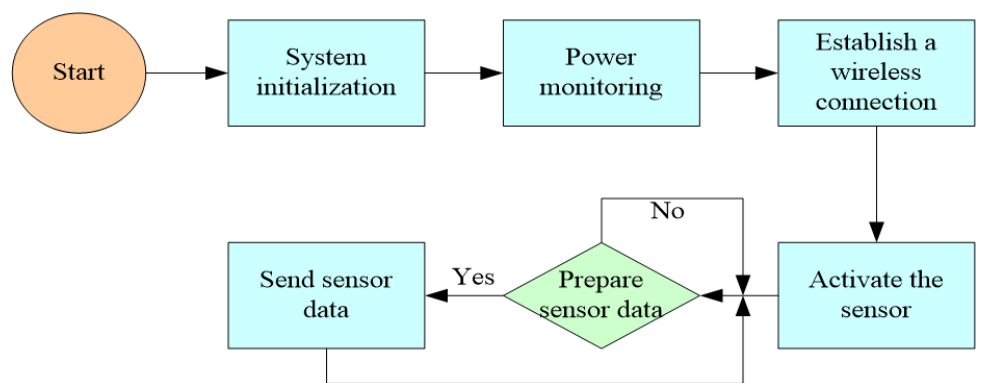 Start
System
initialization
Power
monitoring
Establish a
wireless
connection
No
Send sensor
data
Yes
Prepare
sensor data
Activate the
sensor